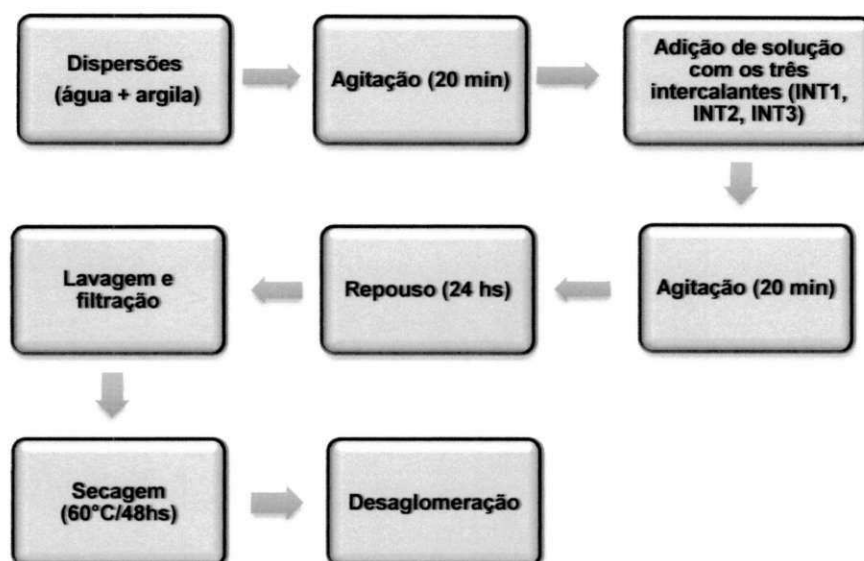 Dispersões
(água + argila)
Agitação (20 min)
Adição de solução
com os três
intercalantes (INT1,
INT2, INT3)
Agitação (20 min)
Repouso (24 hs)
Lavagem e
filtração
Secagem
(60°C/48hs)
Desaglomeração